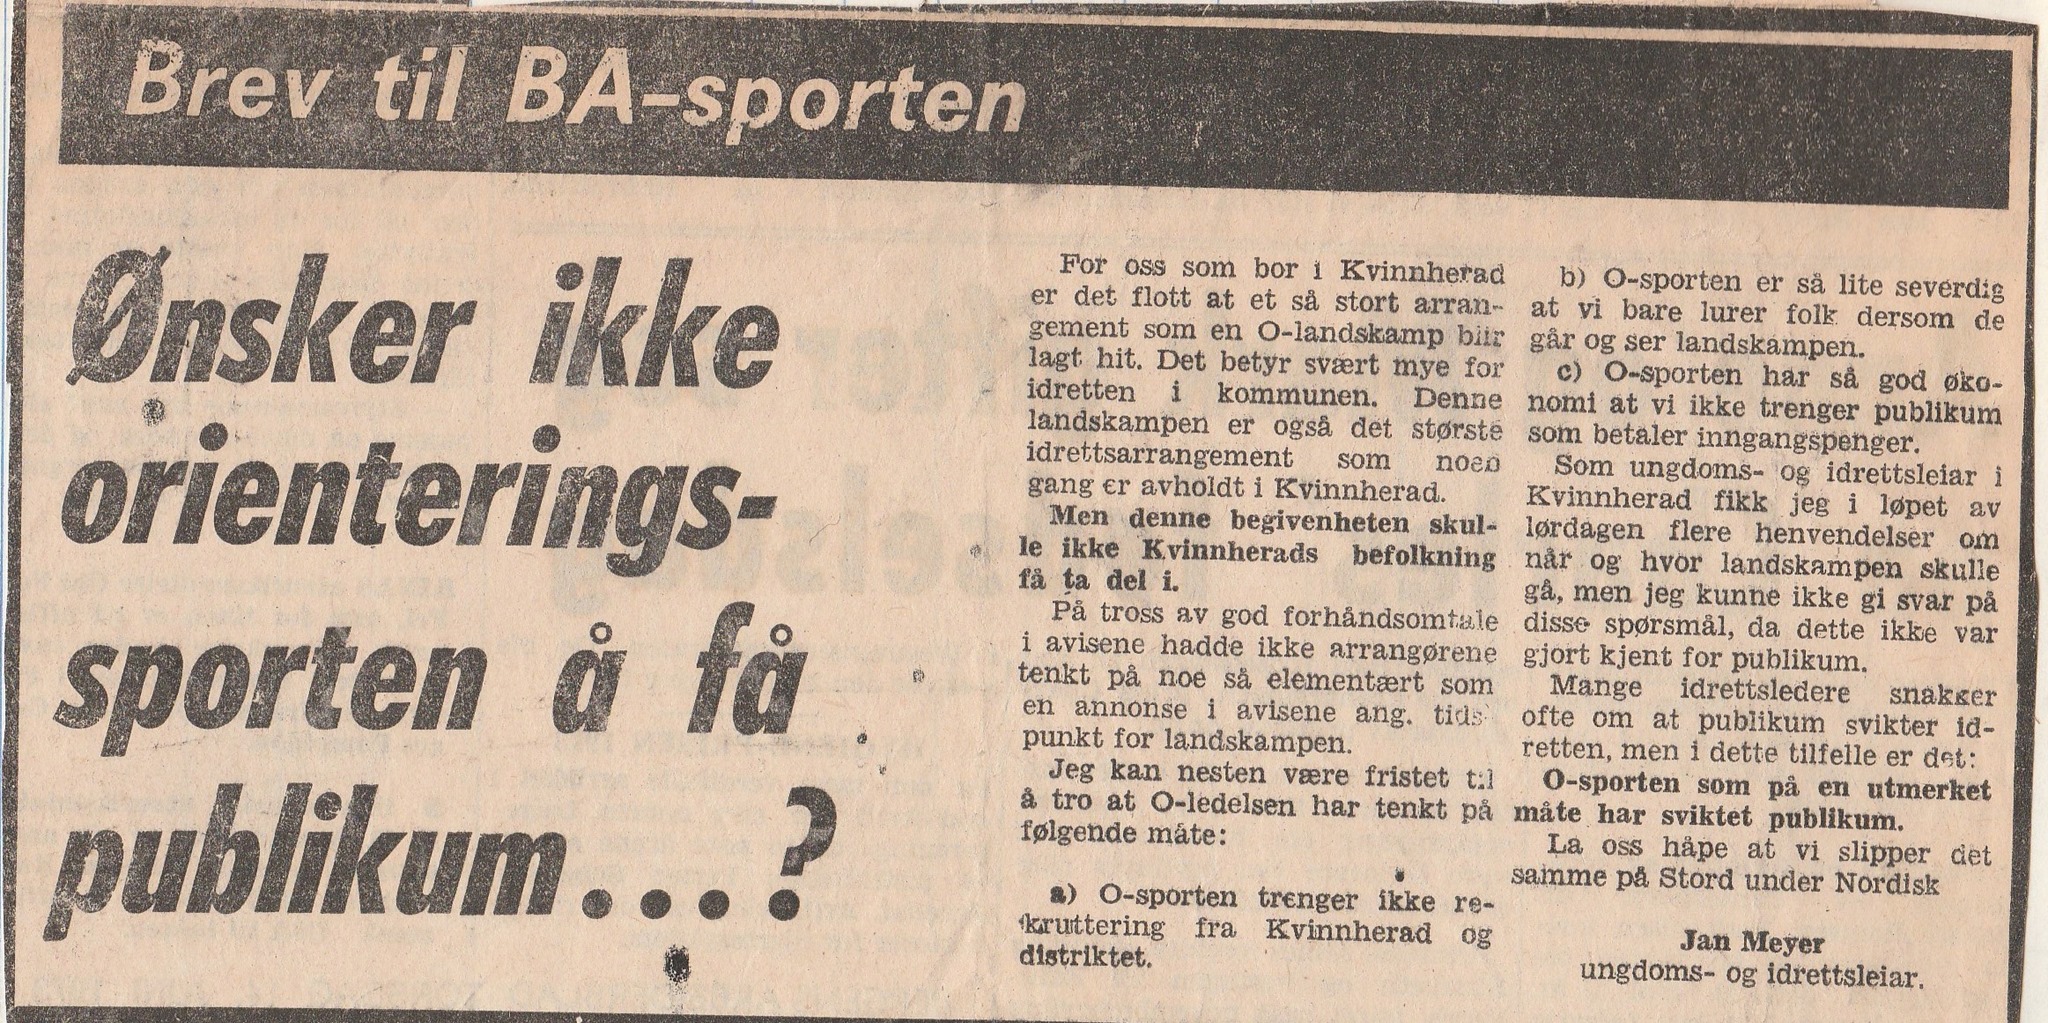 Brev til BA-sporten
Ønsker ikke
orienterings-
sporten å få
publikum...?
For oss som bor i Kvinnherad
er det flott at et så stort arran-
gement som en O-landskamp blir
lagt hit. Det betyr svært mye for
idretten i kommunen. Denne
landskampen er også det største
idrettsarrangement som noen
gang er avholdt i Kvinnherad.
Men denne begivenheten skul-
le ikke Kvinnherads befolkning
få ta del i.
På tross av god forhåndsomtale
i avisene hadde ikke arrangørene
tenkt på noe så elementært som
en annonse i avisene ang. tids-
punkt for landskampen.
Jeg kan nesten være fristet til
å tro at O-ledelsen har tenkt på
følgende måte:
a) O-sporten trenger ikke re-
kruttering fra Kvinnherad og
distriktet.
b) O-sporten er så lite severdig
at vi bare lurer folk dersom de
går og ser landskampen.
c) O-sporten har så god øko-
nomi at vi ikke trenger publikum
som betaler inngangspenger.
Som ungdoms- og idrettsleiar i
Kvinnherad fikk jeg i løpet av
lørdagen flere henvendelser om
når og hvor landskampen skulle
gå, men jeg kunne ikke gi svar på
disse spørsmål, da dette ikke var
gjort kjent for publikum.
Mange idrettsledere snakker
ofte om at publikum svikter id-
retten, men i dette tilfelle er det:
O-sporten som på en utmerket
måte har sviktet publikum.
La oss håpe at vi slipper det
samme på Stord under Nordisk
Jan Meyer
ungdoms- og idrettsleiar.